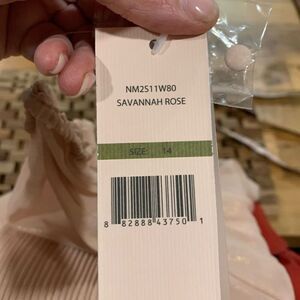 NM2S11W80
SAVANNAH ROSE
SIZE 14
8 82888 43750 1